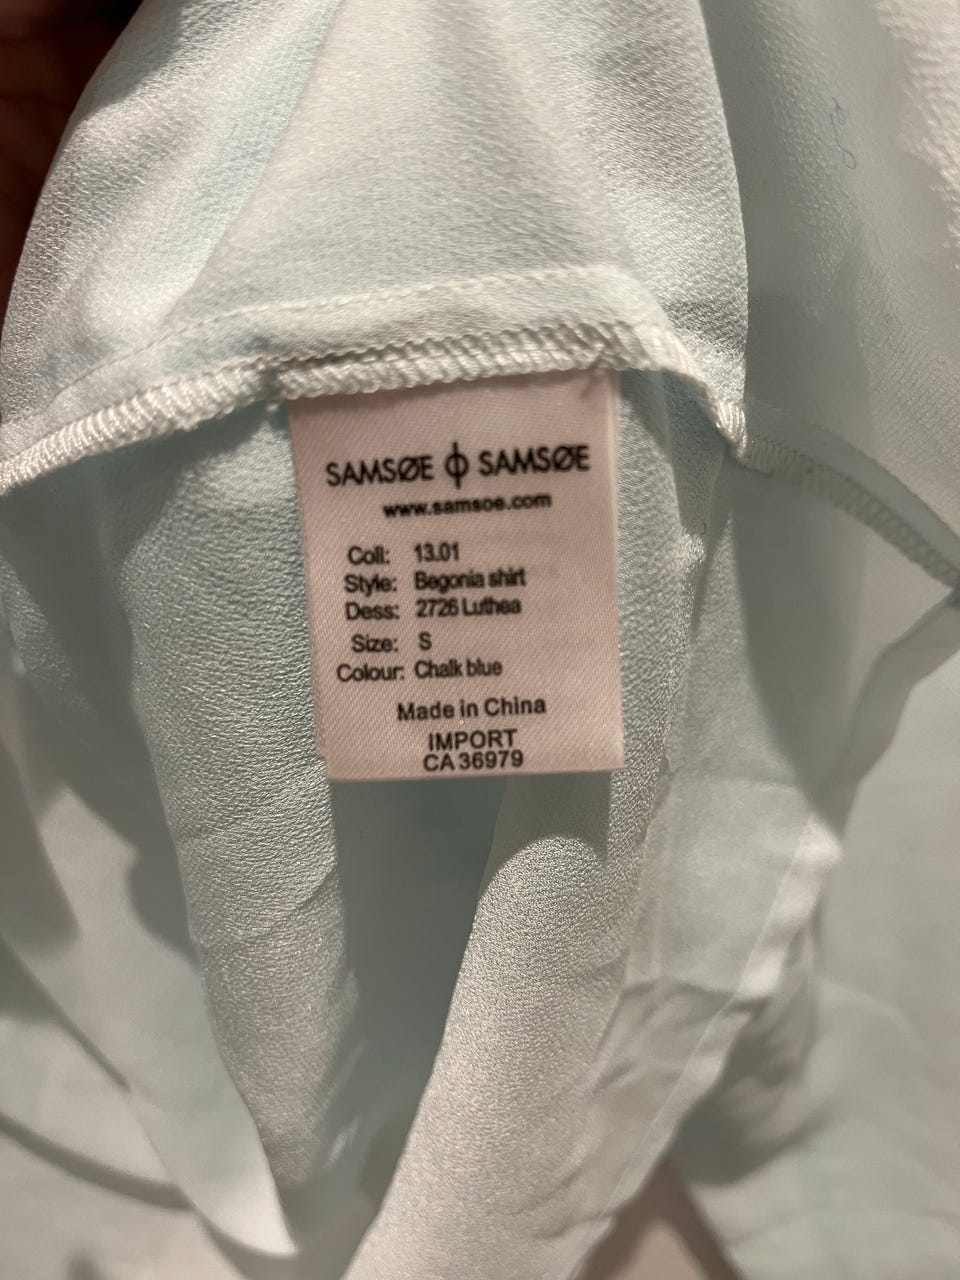 SAMSØE ϕ SAMSØE
www.samsoe.com
Coll: 13.01
Style: Begonia shirt
Dess: 2726 Luthea
Size: S
Colour: Chalk blue
Made in China
IMPORT
CA 36979